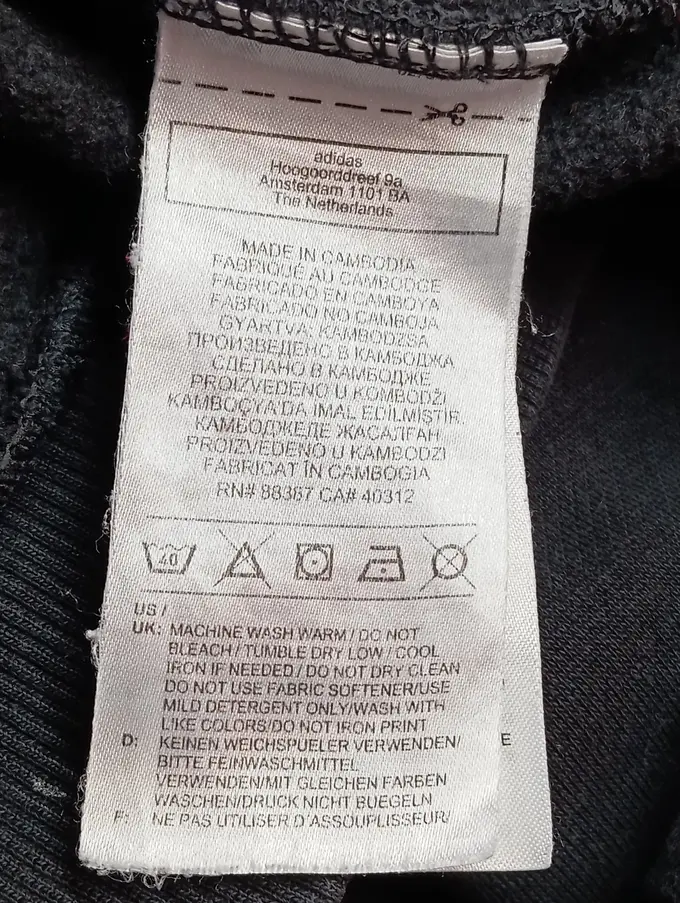 adidas
Hoogoorddreef 9a
Amsterdam 1101 BA
The Netherlands
MADE IN CAMBODIA
FABRIQUÉ AU CAMBODGE
FABRICADO EN CAMBOYA
FABRICADO NO CAMBOJA
GYÁRTVA: KAMBODZSA
ПРОИЗВЕДЕНО В КАМБОДЖА
СДЕЛАНО В КАМБОДЖЕ
PROIZVEDENO U KOMBODŽI
KAMBOÇYA'DA IMAL EDILMIŞTIR.
КАМБОДЖЕДЕ ЖАСАЛҒАН
PROIZVEDENO U KAMBODŽI
FABRICAT ÎN CAMBOGIA
RN# 88387 CA# 40312
40
US /
UK: MACHINE WASH WARM / DO NOT
BLEACH / TUMBLE DRY LOW / COOL
IRON IF NEEDED / DO NOT DRY CLEAN
DO NOT USE FABRIC SOFTENER/USE
MILD DETERGENT ONLY/WASH WITH
LIKE COLORS/DO NOT IRON PRINT
D: KEINEN WEICHSPUELER VERWENDEN/
E
BITTE FEINWASCHMITTEL
VERWENDEN/MIT GLEICHEN FARBEN
WASCHEN/DRUCK NICHT BUEGELN
F: NE PAS UTILISER D'ASSOUPLISSEUR/